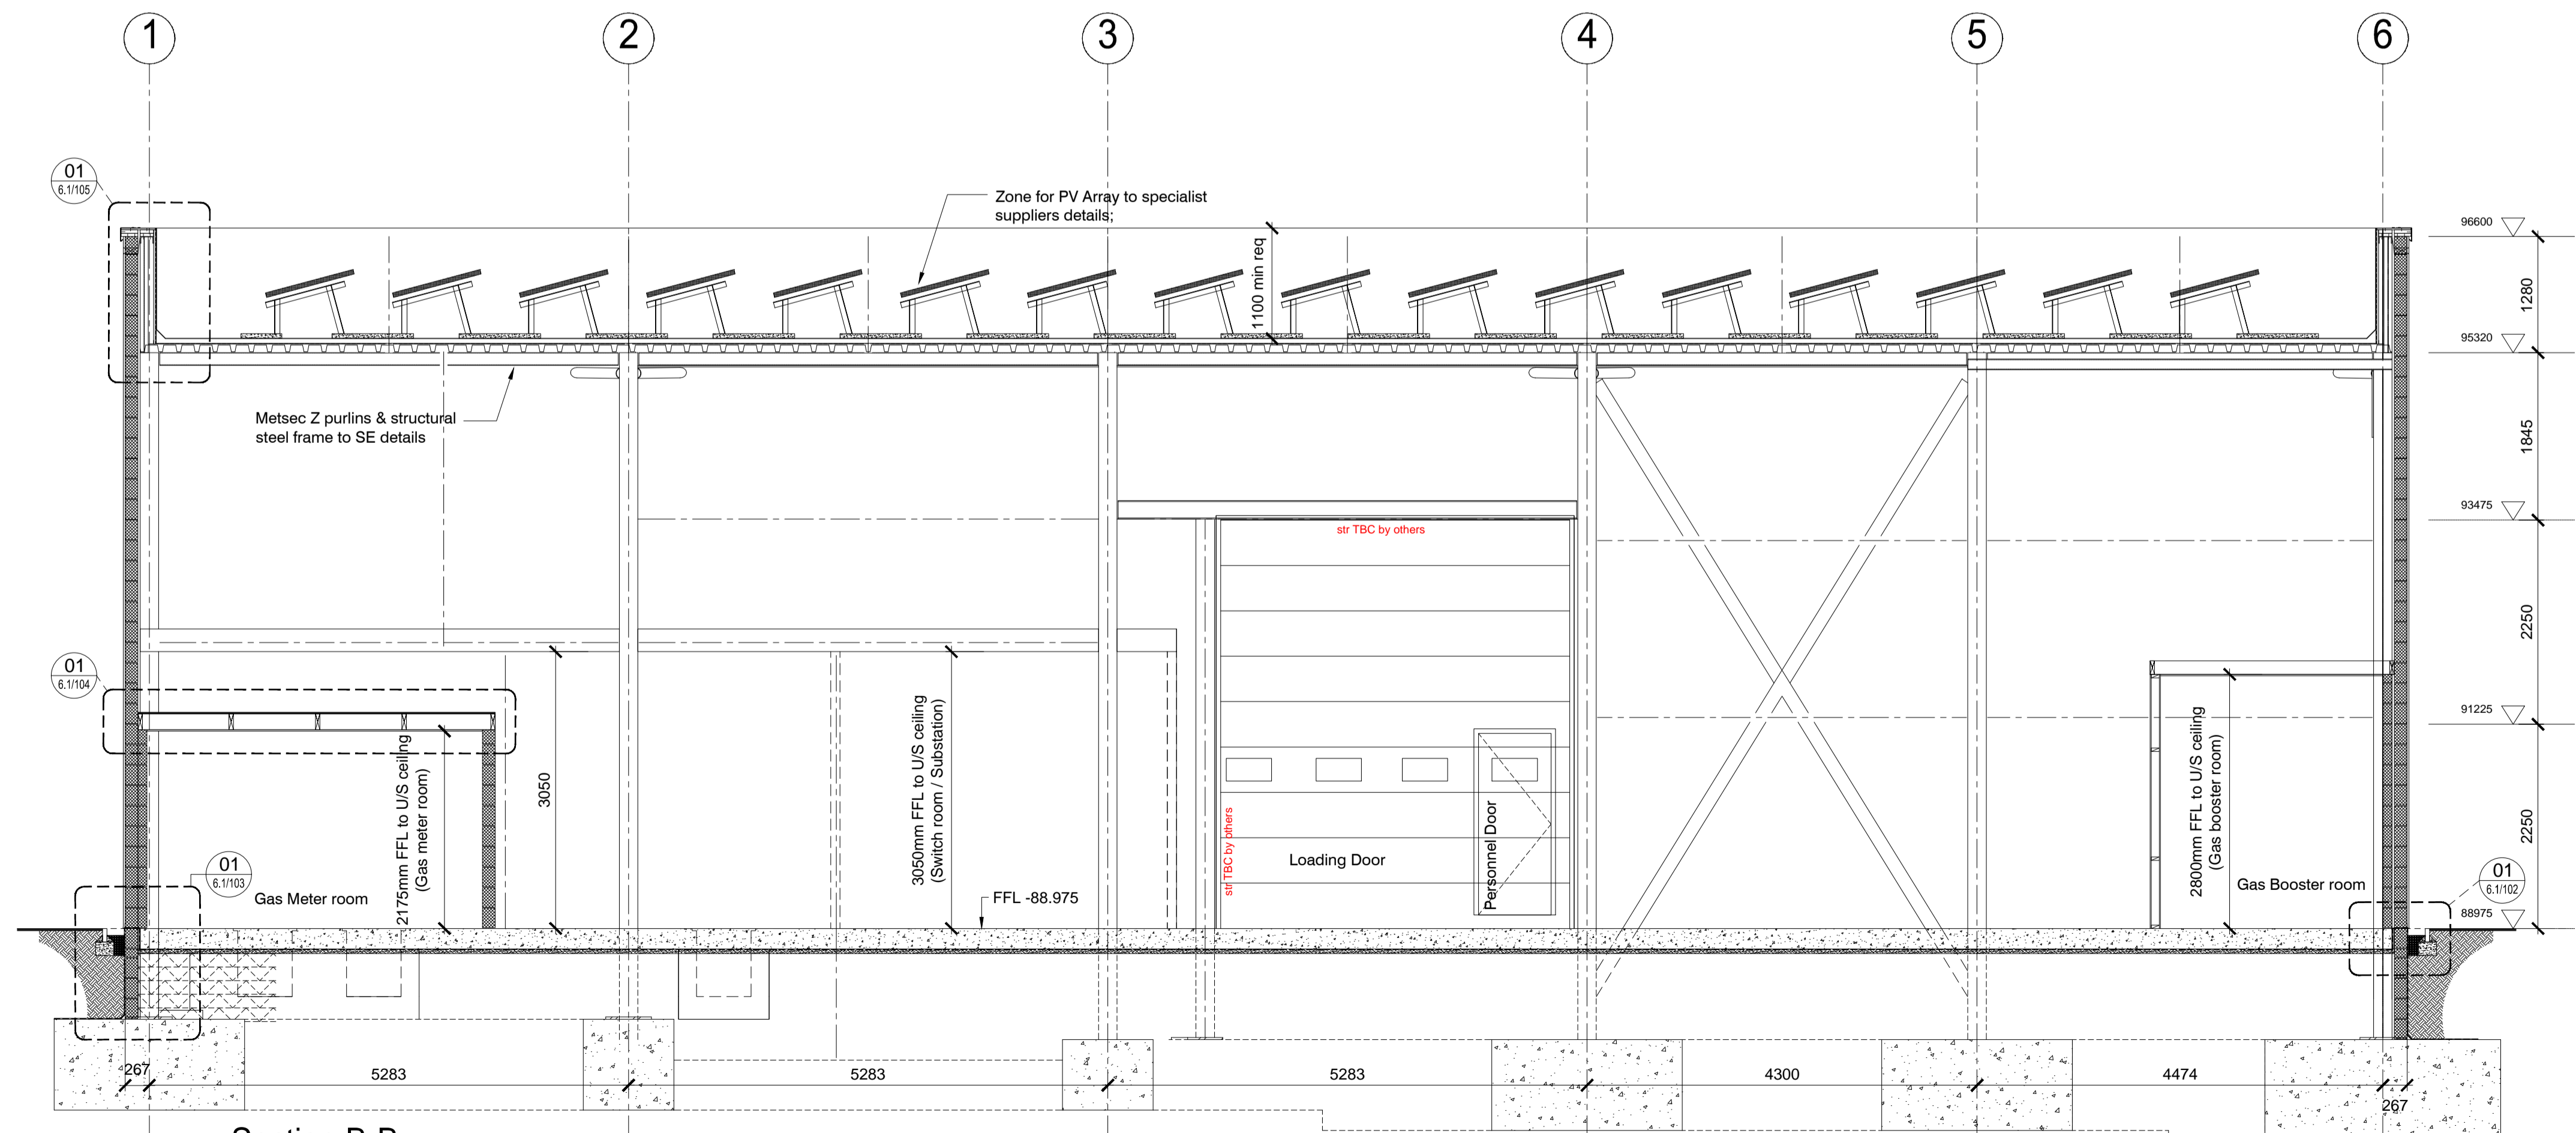 1
2
3
4
5
6
01
6.1/105
Zone for PV Array to specialist
suppliers details;
1100 min req
96600
1280
95320
Metsec Z purlins & structural
steel frame to SE details
1845
93475
str TBC by others
2250
01
6.1/104
91225
2175mm FFL to U/S ceiling
(Gas meter room)
3050
3050mm FFL to U/S ceiling
(Switch room / Substation)
str TBC by others
Loading Door
Personnel Door
2800mm FFL to U/S ceiling
(Gas booster room)
2250
01
6.1/103
Gas Meter room
FFL -88.975
Gas Booster room
01
6.1/102
88975
267
5283
5283
5283
4300
4474
267